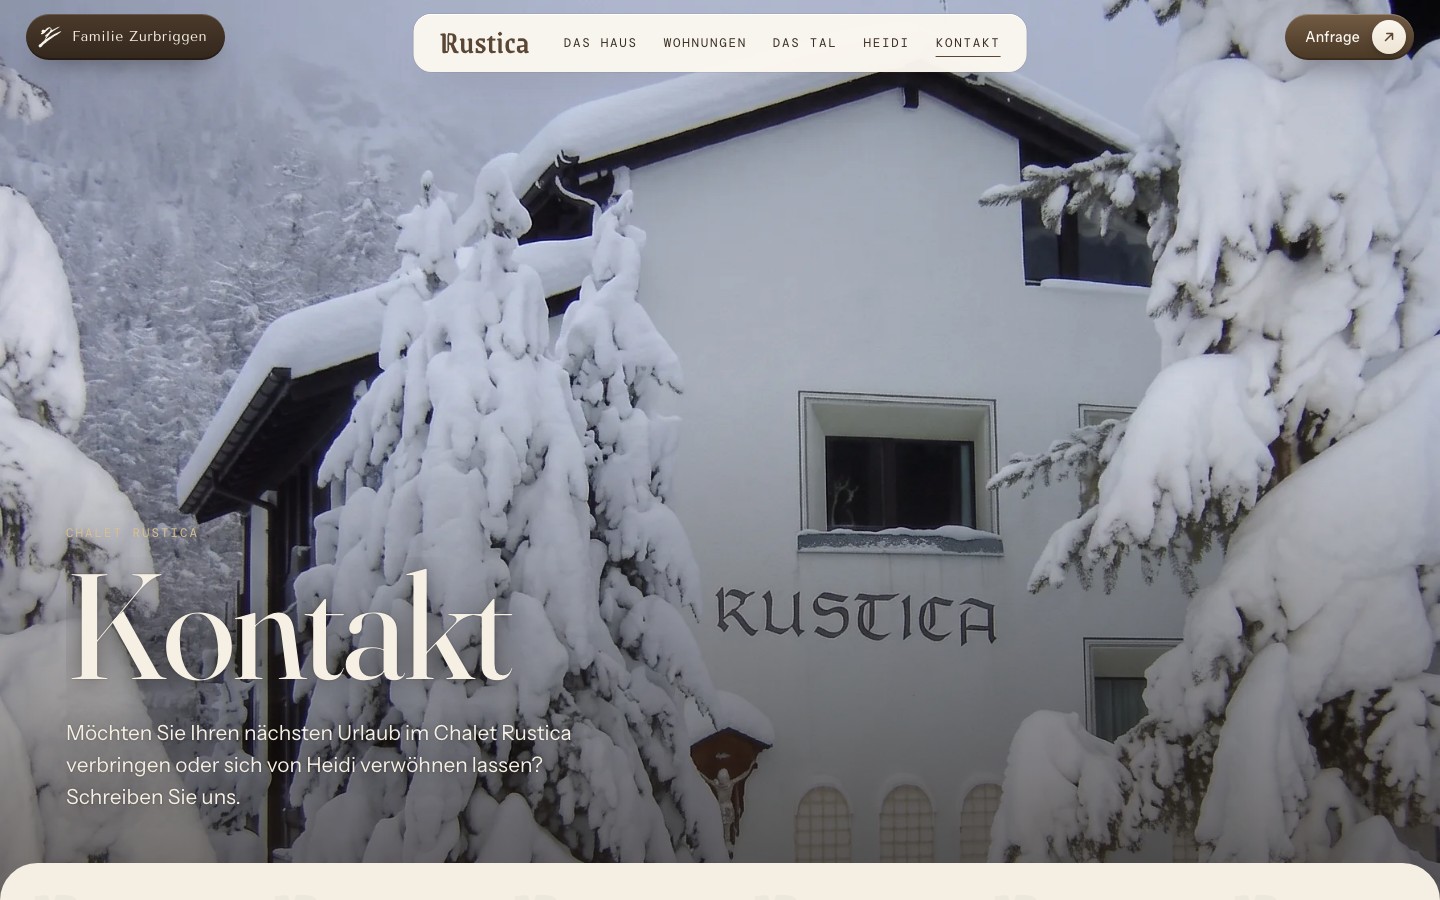 Familie Zurbriggen
Rustica
DAS HAUS
WOHNUNGEN
DAS TAL
HEIDI
KONTAKT
Anfrage
RUSTICA
CHALET RUSTICA
Kontakt
Möchten Sie Ihren nächsten Urlaub im Chalet Rustica
verbringen oder sich von Heidi verwöhnen lassen?
Schreiben Sie uns.